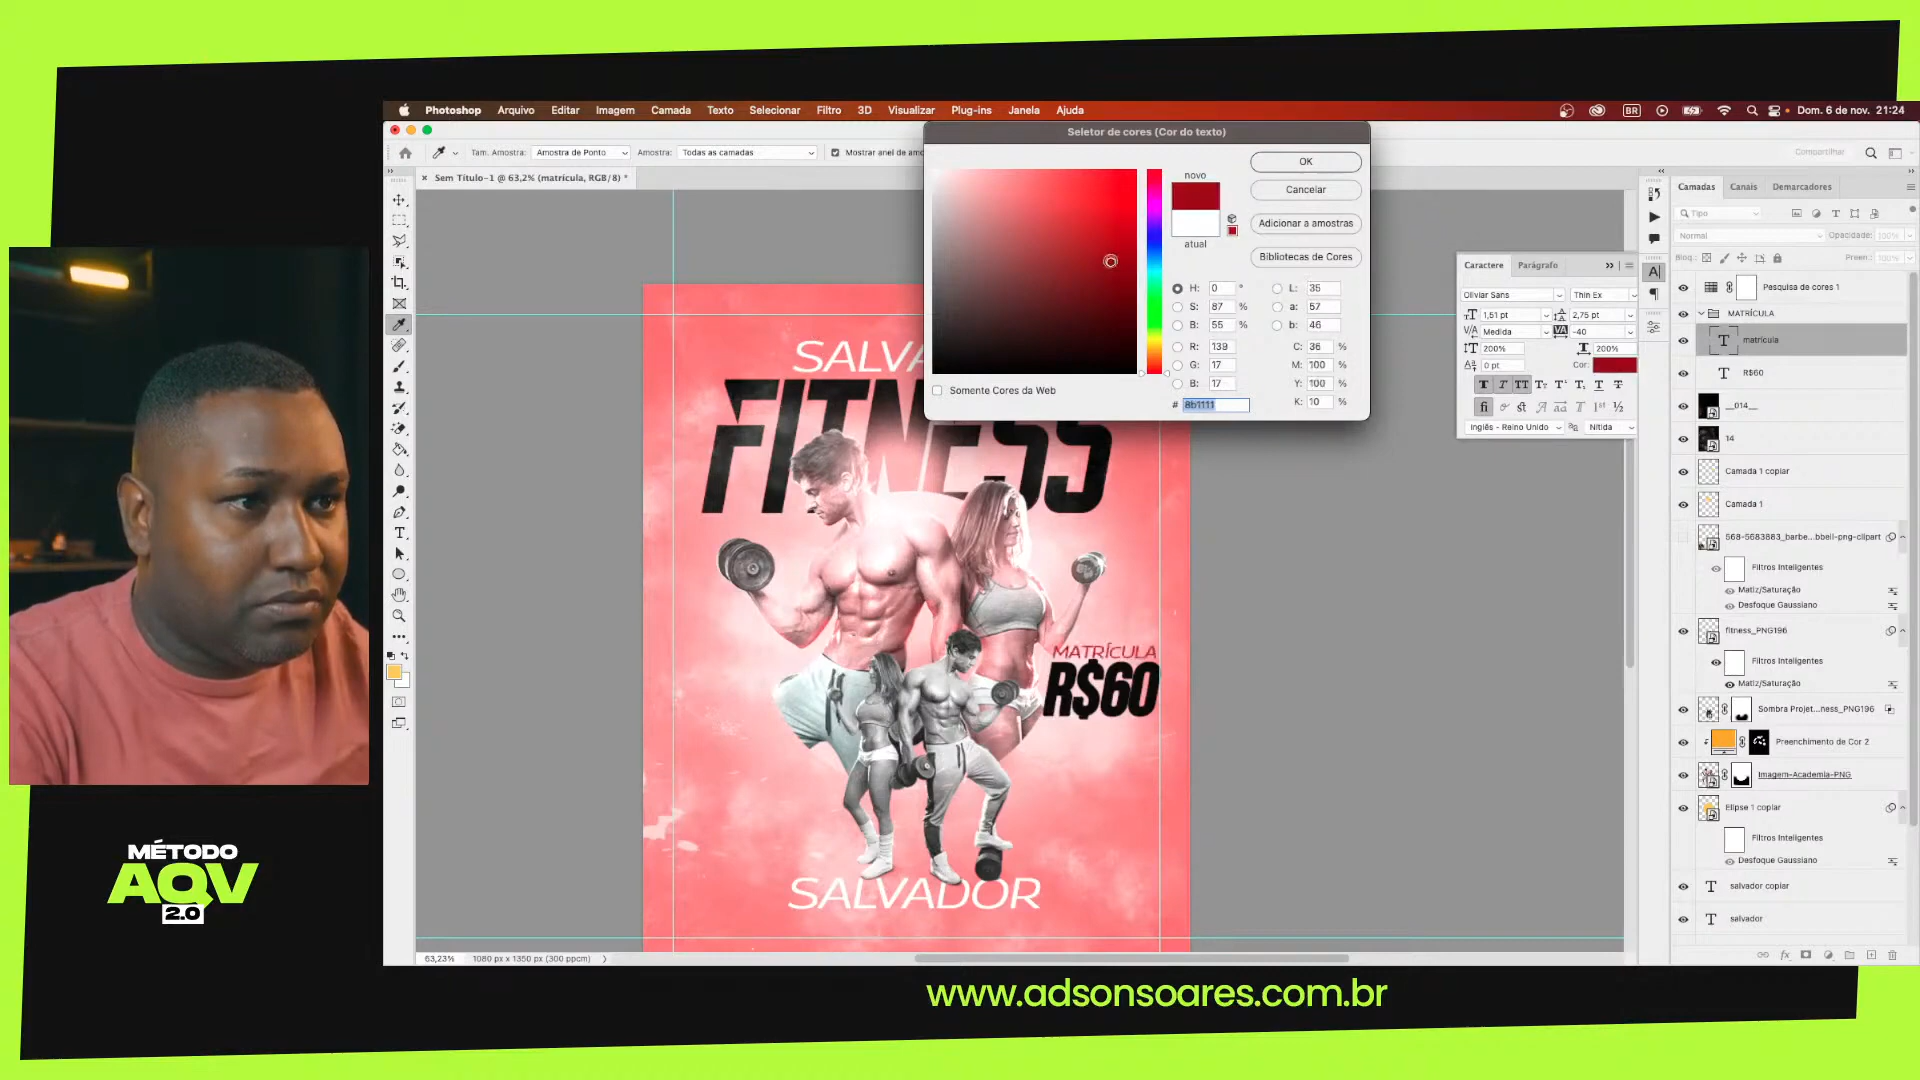 Photoshop Arquivo Editar Imagem Camada Texto Selecionar Filtro 3D Visualizar Plug-ins Janela Ajuda
BR
Dom. 6 de nov. 21:24
Tam. Amostra: Amostra de Ponto Amostra: Todas as camadas Mostrar anel de amo
Compartilhar
Sem Título-1 @ 63,2% (matrícula, RGB/8) *
Seletor de cores (Cor do texto)
novo
atual
OK
Cancelar
Adicionar a amostras
Bibliotecas de Cores
H: 0 ° L: 35
S: 87 % a: 57
B: 55 % b: 46
R: 139 C: 36 %
G: 17 M: 100 %
B: 17 Y: 100 %
# 8b1111 K: 10 %
Somente Cores da Web
Caractere Parágrafo
Oliviar Sans Thin Ex
1,51 pt 2,75 pt
Medida -40
200% 200%
0 pt Cor:
Inglês - Reino Unido Nítida
Camadas Canais Demarcadores
Tipo
Normal Opacidade: 100%
Bloq.: Preen.: 100%
Pesquisa de cores 1
MATRÍCULA
matrícula
R$60
__014__
14
Camada 1 copiar
Camada 1
568-5683883_barbe...bbell-png-clipart
Filtros Inteligentes
Matiz/Saturação
Desfoque Gaussiano
fitness_PNG196
Filtros Inteligentes
Matiz/Saturação
Sombra Projet...ness_PNG196
Preenchimento de Cor 2
Imagem-Academia-PNG
Elipse 1 copiar
Filtros Inteligentes
Desfoque Gaussiano
salvador copiar
salvador
SALVA
FITNESS
MATRÍCULA
R$60
SALVADOR
63,23% 1080 px x 1350 px (300 ppcm)
MÉTODO
AQV
2.0
www.adsonsoares.com.br